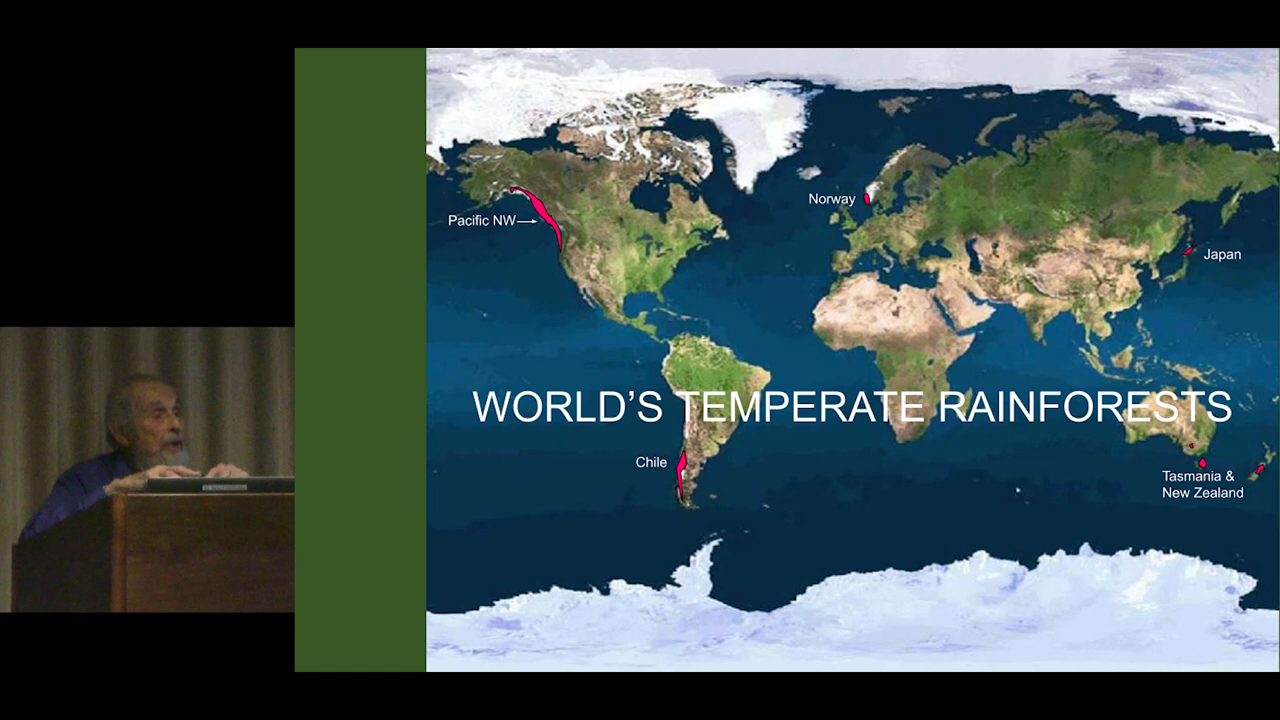 Norway
Pacific NW
Japan
WORLD'S TEMPERATE RAINFORESTS
Chile
Tasmania &
New Zealand